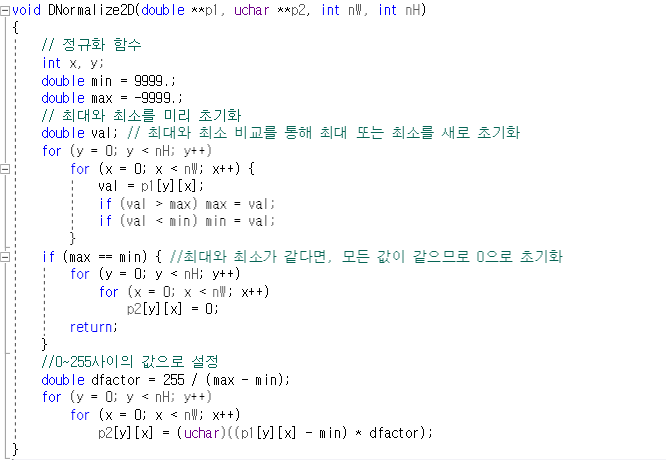 void DNormalize2D(double **p1, uchar **p2, int nW, int nH)
{
// 정규화 함수
int x, y;
double min = 9999.;
double max = -9999.;
// 최대와 최소를 미리 초기화
double val; // 최대와 최소 비교를 통해 최대 또는 최소를 새로 초기화
for (y = 0; y < nH; y++)
for (x = 0; x < nW; x++) {
val = p1[y][x];
if (val > max) max = val;
if (val < min) min = val;
}
if (max == min) { //최대와 최소가 같다면, 모든 값이 같으므로 0으로 초기화
for (y = 0; y < nH; y++)
for (x = 0; x < nW; x++)
p2[y][x] = 0;
return;
}
//0~255사이의 값으로 설정
double dfactor = 255 / (max - min);
for (y = 0; y < nH; y++)
for (x = 0; x < nW; x++)
p2[y][x] = (uchar)((p1[y][x] - min) * dfactor);
}